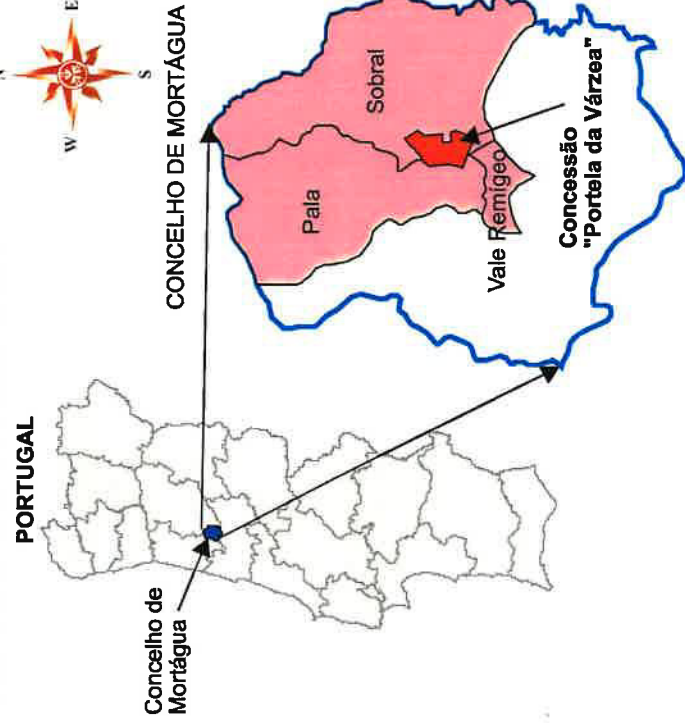 PORTUGAL
N
W
E
S
CONCELHO DE MORTÁGUA
Sobral
Pala
Vale Remígeo
Concessão
"Portela da Várzea"
Concelho de
Mortágua